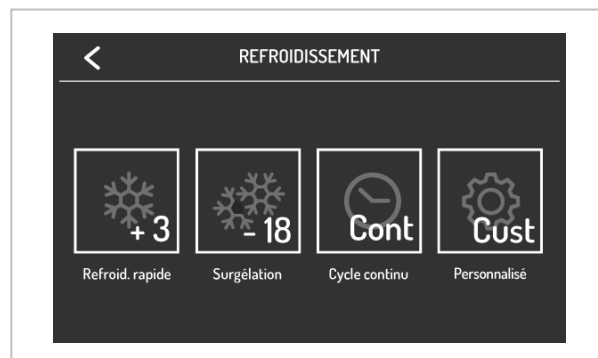 REFROIDISSEMENT
+ 3
- 18
Cont
Cust
Refroid. rapide
Surgélation
Cycle continu
Personnalisé